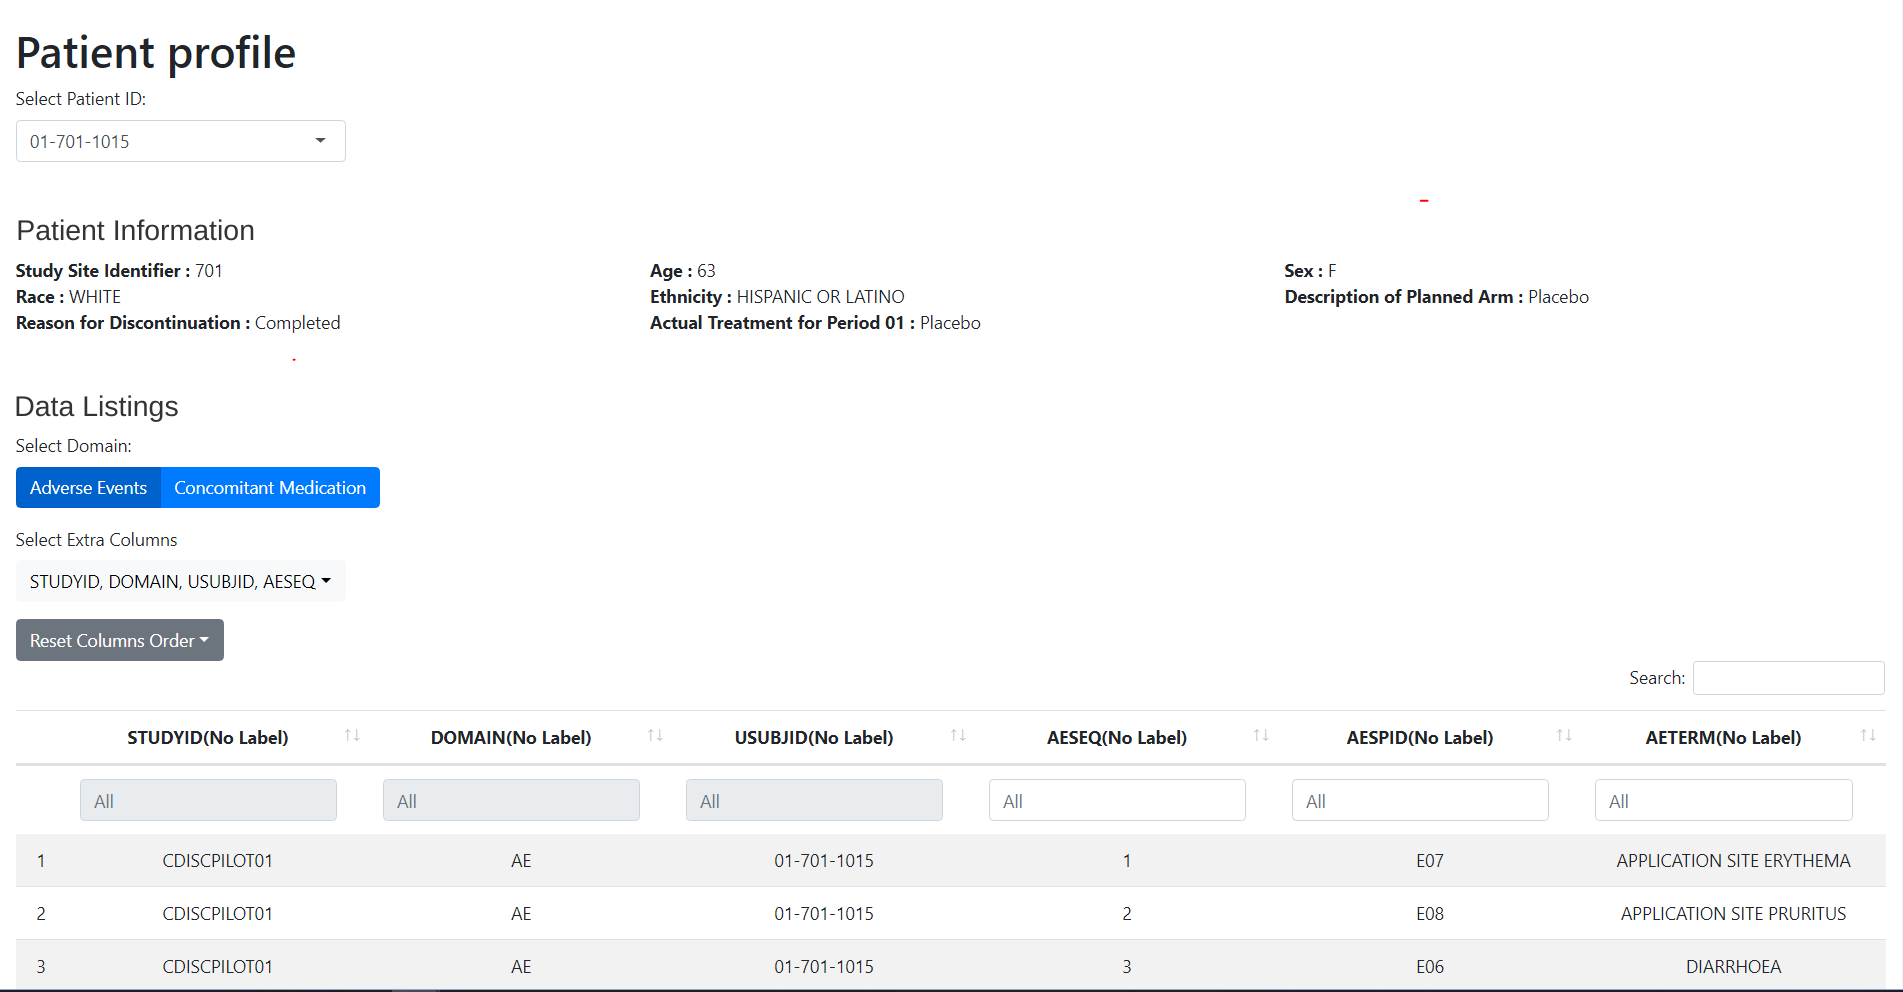 Patient profile
Select Patient ID:
01-701-1015
Patient Information
Study Site Identifier : 701 Age : 63 Sex : F
Race : WHITE Ethnicity : HISPANIC OR LATINO Description of Planned Arm : Placebo
Reason for Discontinuation : Completed Actual Treatment for Period 01 : Placebo
Data Listings
Select Domain:
Adverse Events Concomitant Medication
Select Extra Columns
STUDYID, DOMAIN, USUBJID, AESEQ
Reset Columns Order
Search:
STUDYID(No Label) DOMAIN(No Label) USUBJID(No Label) AESEQ(No Label) AESPID(No Label) AETERM(No Label)
All All All All All All
1 CDISCPILOT01 AE 01-701-1015 1 E07 APPLICATION SITE ERYTHEMA
2 CDISCPILOT01 AE 01-701-1015 2 E08 APPLICATION SITE PRURITUS
3 CDISCPILOT01 AE 01-701-1015 3 E06 DIARRHOEA